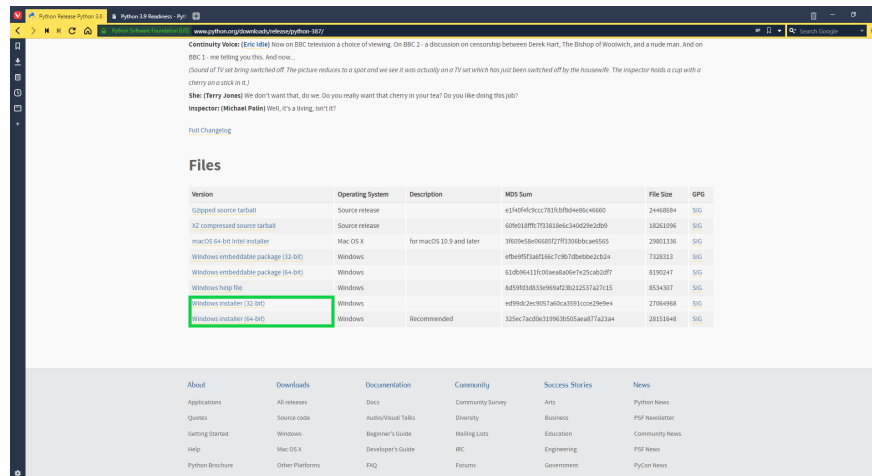 Python Release Python 3.8
Python 3.9 Readiness - Pyt
Python Software Foundation [US]
www.python.org/downloads/release/python-387/
Search Google
Continuity Voice: (Eric Idle) Now on BBC television a choice of viewing. On BBC 2 - a discussion on censorship between Derek Hart, The Bishop of Woolwich, and a nude man. And on
BBC 1 - me telling you this. And now...
(Sound of TV set bring switched off. The picture reduces to a spot and we see it was actually on a TV set which has just been switched off by the housewife. The inspector holds a cup with a
cherry on a stick in it.)
She: (Terry Jones) We don't want that, do we. Do you really want that cherry in your tea? Do you like doing this job?
Inspector: (Michael Palin) Well, it's a living, isn't it?
Full Changelog
Files
Version Operating System Description MD5 Sum File Size GPG
Gzipped source tarball Source release e1f40f4fc9ccc781fcbf8d4e86c46660 24468684 SIG
XZ compressed source tarball Source release 60fe018fffc7f33818e6c340d29e2db9 18261096 SIG
macOS 64-bit Intel installer Mac OS X for macOS 10.9 and later 3f609e58e06685f27ff3306bbcae6565 29801336 SIG
Windows embeddable package (32-bit) Windows efbe9f5f3a6f166c7c9b7dbebbe2cb24 7328313 SIG
Windows embeddable package (64-bit) Windows 61db96411fc00aea8a06e7e25cab2df7 8190247 SIG
Windows help file Windows 8d59fd3d833e969af23b212537a27c15 8534307 SIG
Windows installer (32-bit) Windows ed99dc2ec9057a60ca3591ccce29e9e4 27064968 SIG
Windows installer (64-bit) Windows Recommended 325ec7acd0e319963b505aea877a23a4 28151648 SIG
About Downloads Documentation Community Success Stories News
Applications All releases Docs Community Survey Arts Python News
Quotes Source code Audio/Visual Talks Diversity Business PSF Newsletter
Getting Started Windows Beginner's Guide Mailing Lists Education Community News
Help Mac OS X Developer's Guide IRC Engineering PSF News
Python Brochure Other Platforms FAQ Forums Government PyCon News